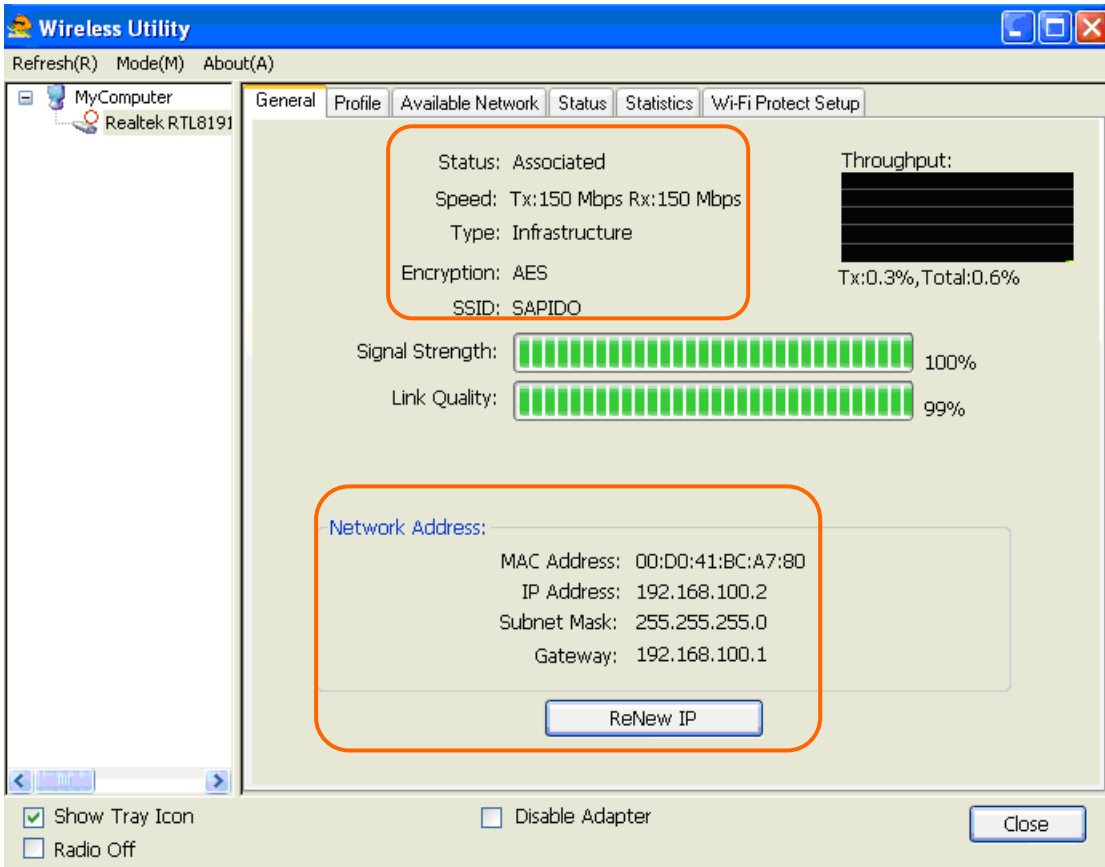 Wireless Utility
Refresh(R) Mode(M) About(A)
MyComputer
Realtek RTL8191
General Profile Available Network Status Statistics Wi-Fi Protect Setup
Status: Associated
Speed: Tx:150 Mbps Rx:150 Mbps
Type: Infrastructure
Encryption: AES
SSID: SAPIDO
Throughput:
Tx:0.3%,Total:0.6%
Signal Strength: 100%
Link Quality: 99%
Network Address:
MAC Address: 00:D0:41:BC:A7:80
IP Address: 192.168.100.2
Subnet Mask: 255.255.255.0
Gateway: 192.168.100.1
ReNew IP
Show Tray Icon
Radio Off
Disable Adapter
Close